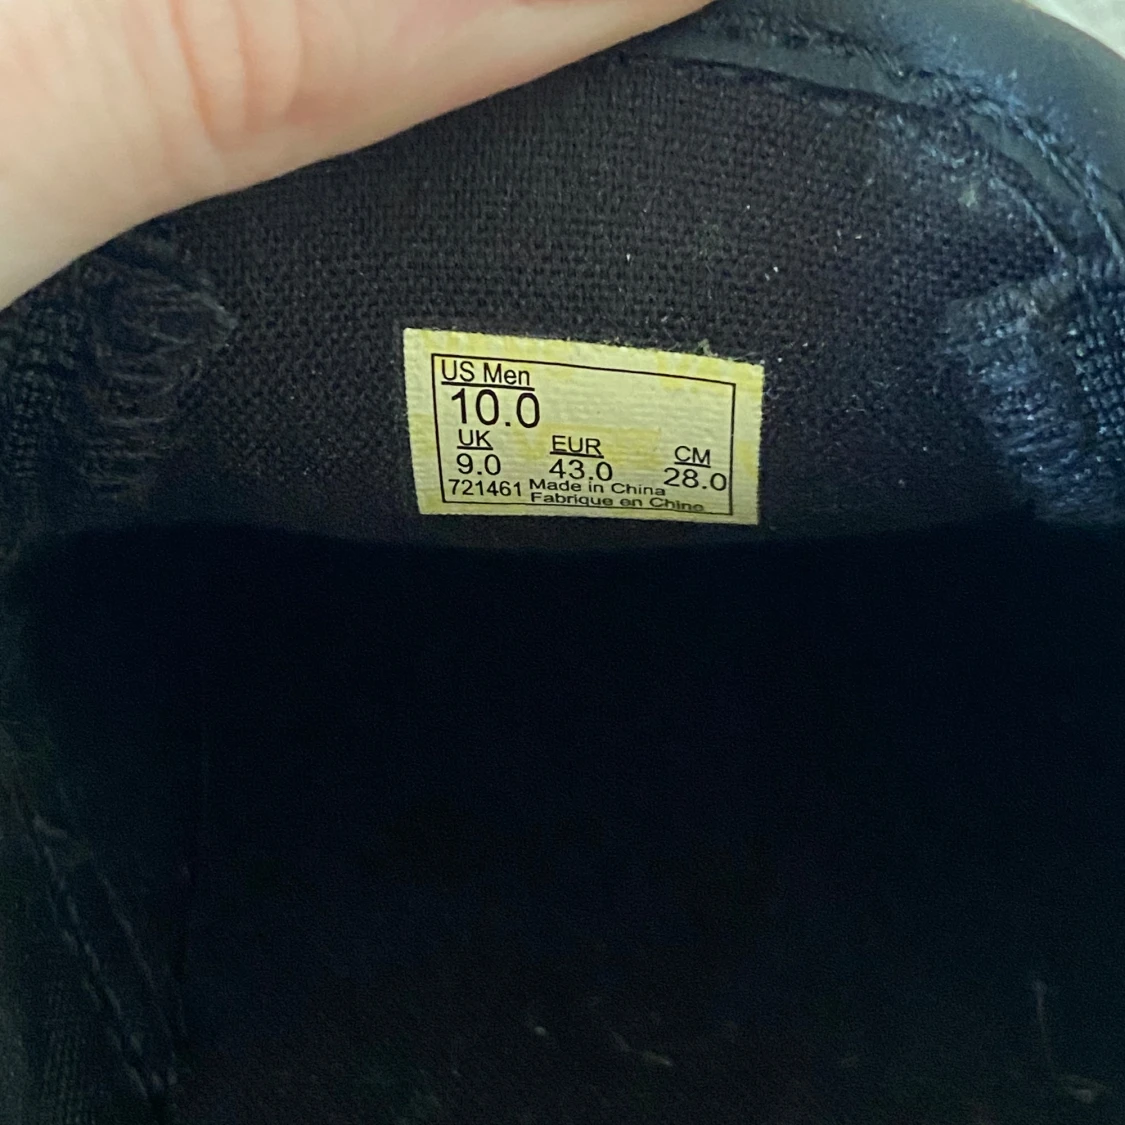 US Men
10.0
UK EUR CM
9.0 43.0 28.0
721461 Made in China
Fabrique en Chine